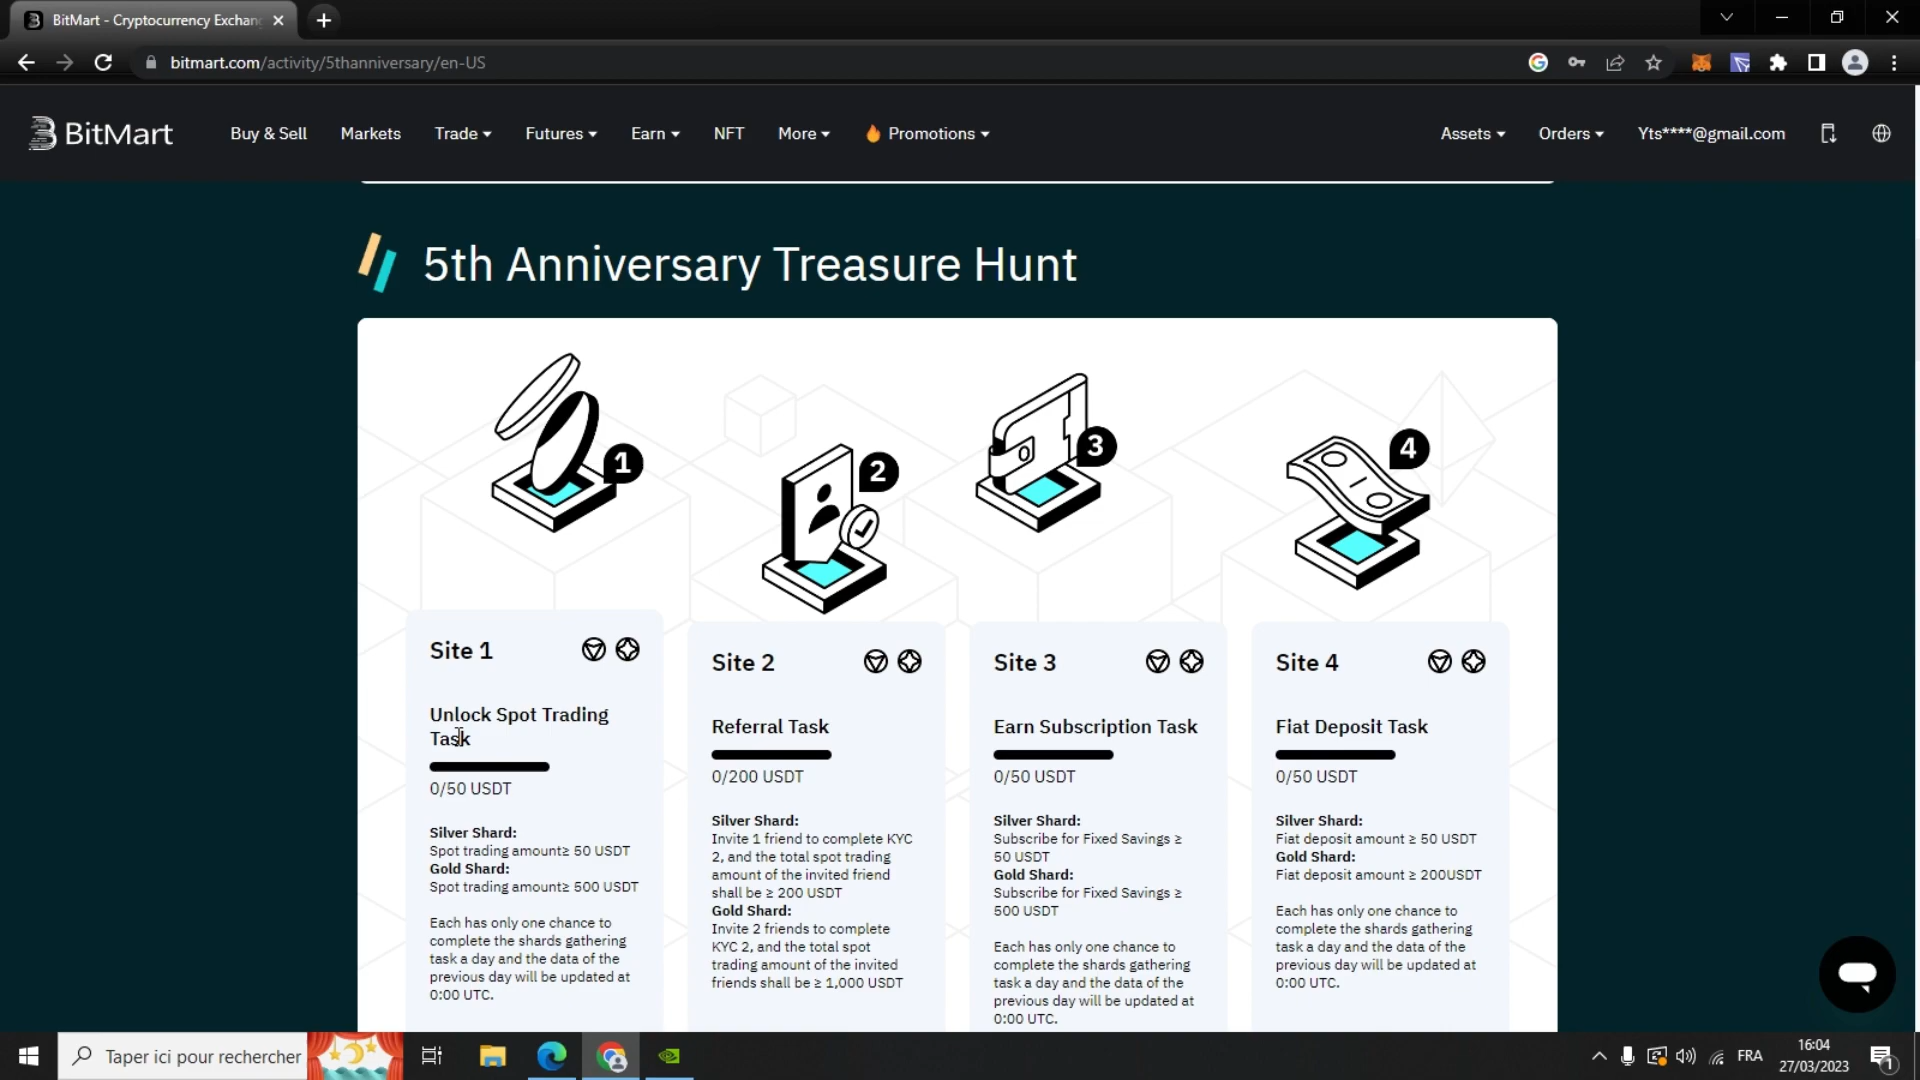 BitMart - Cryptocurrency Exchan
bitmart.com/activity/5thanniversary/en-US
BitMart
Buy & Sell
Markets
Trade
Futures
Earn
NFT
More
Promotions
Assets
Orders
Yts****@gmail.com
5th Anniversary Treasure Hunt
1
2
3
4
Site 1
Unlock Spot Trading
Task
0/50 USDT
Silver Shard:
Spot trading amount≥ 50 USDT
Gold Shard:
Spot trading amount≥ 500 USDT
Each has only one chance to
complete the shards gathering
task a day and the data of the
previous day will be updated at
0:00 UTC.
Site 2
Referral Task
0/200 USDT
Silver Shard:
Invite 1 friend to complete KYC
2, and the total spot trading
amount of the invited friend
shall be ≥ 200 USDT
Gold Shard:
Invite 2 friends to complete
KYC 2, and the total spot
trading amount of the invited
friends shall be ≥ 1,000 USDT
Site 3
Earn Subscription Task
0/50 USDT
Silver Shard:
Subscribe for Fixed Savings ≥
50 USDT
Gold Shard:
Subscribe for Fixed Savings ≥
500 USDT
Each has only one chance to
complete the shards gathering
task a day and the data of the
previous day will be updated at
0:00 UTC.
Site 4
Fiat Deposit Task
0/50 USDT
Silver Shard:
Fiat deposit amount ≥ 50 USDT
Gold Shard:
Fiat deposit amount ≥ 200USDT
Each has only one chance to
complete the shards gathering
task a day and the data of the
previous day will be updated at
0:00 UTC.
Taper ici pour rechercher
FRA
16:04
27/03/2023
1